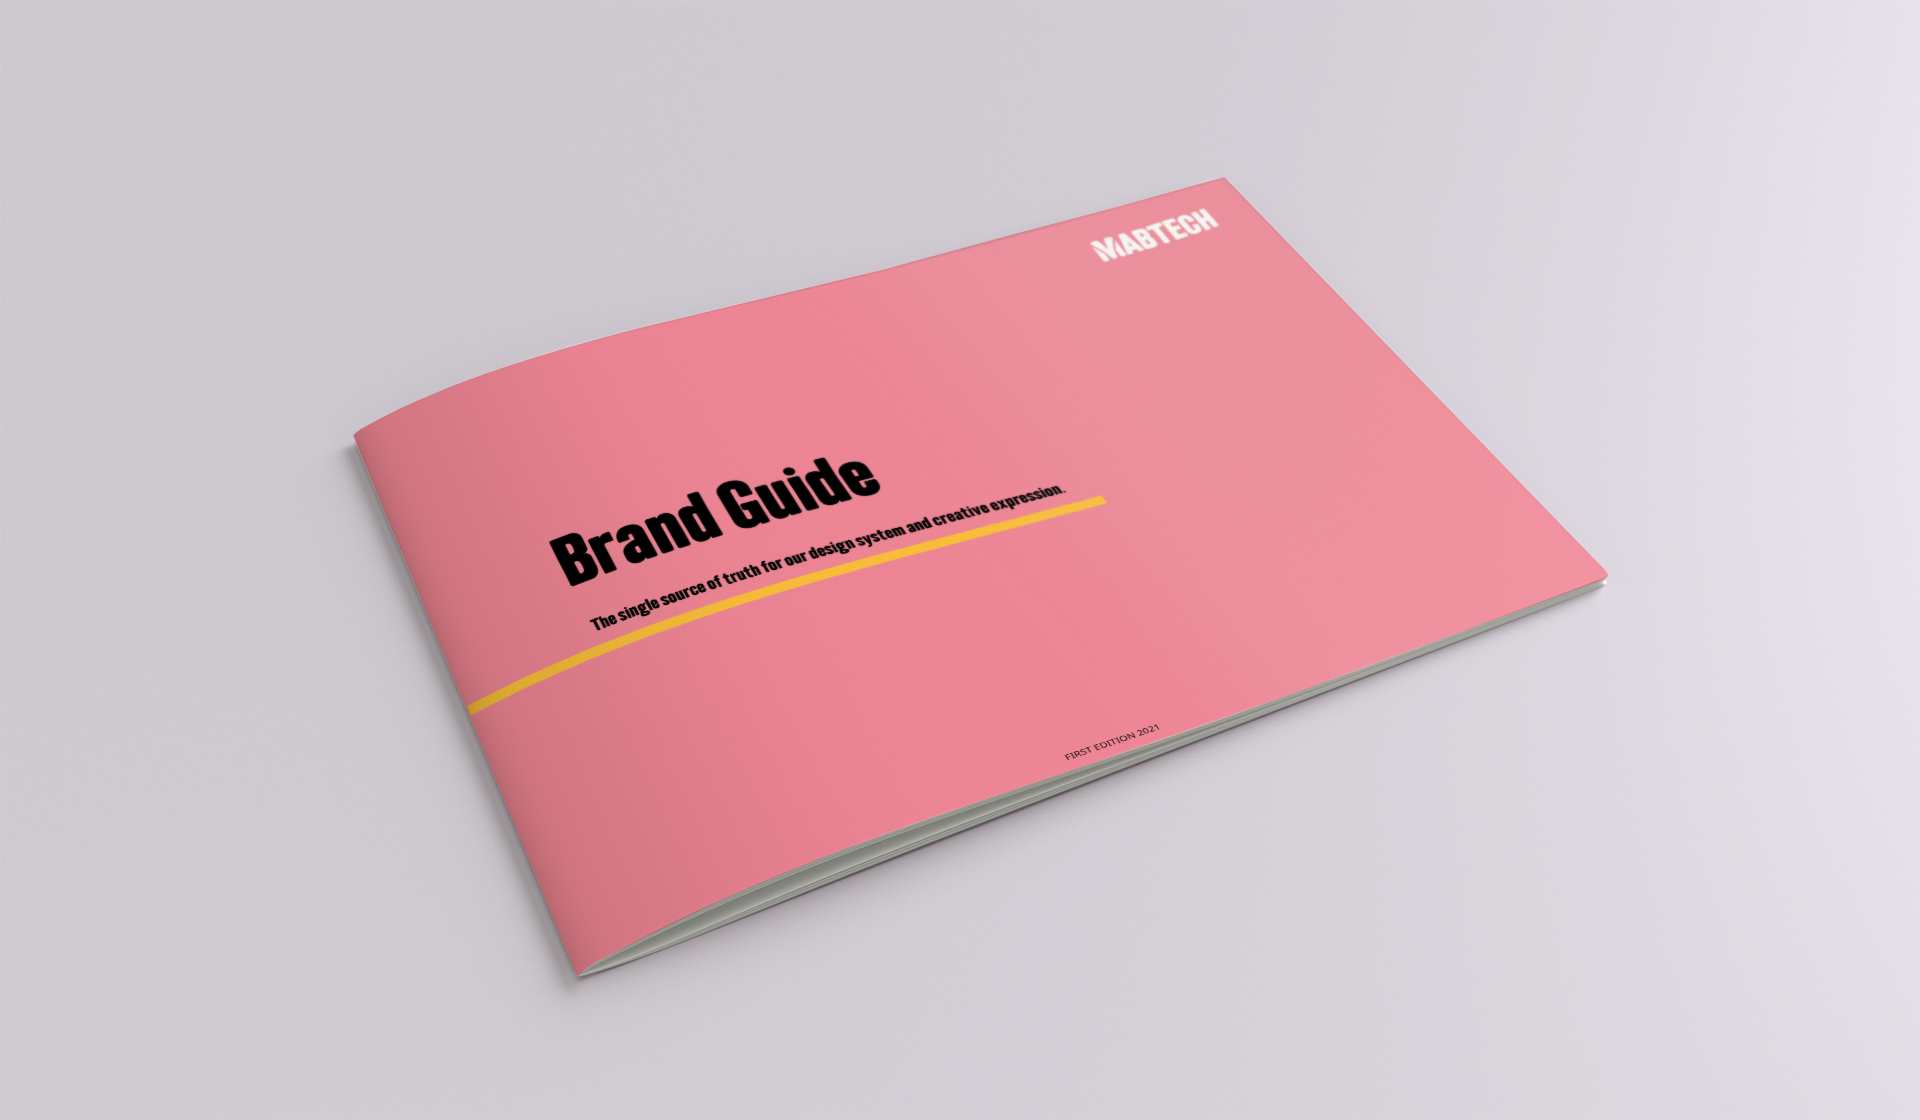 MABTECH
Brand Guide
The single source of truth for our design system and creative expression.
FIRST EDITION 2021